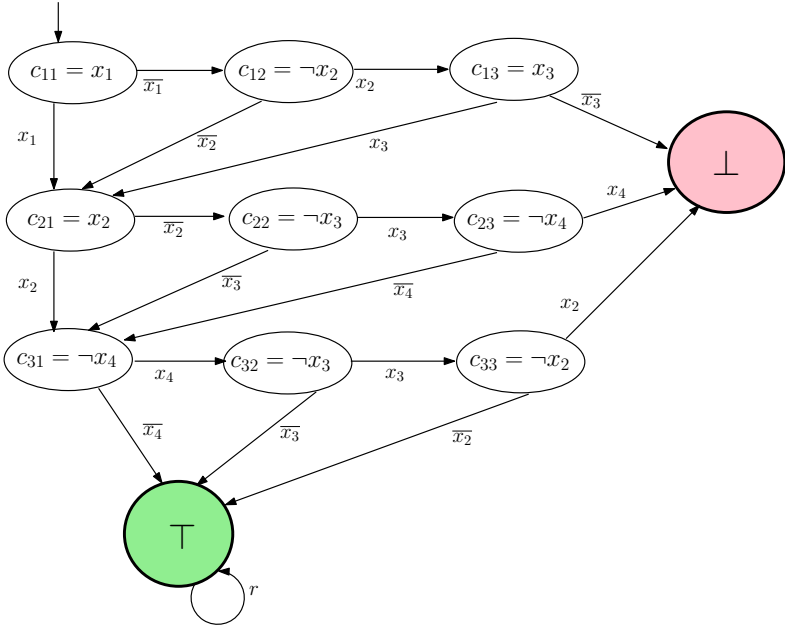 c₁₁ = x₁
x̅₁
c₁₂ = ¬x₂
x₂
c₁₃ = x₃
x̅₃
x₁
x̅₂
x₃
⊥
c₂₁ = x₂
x̅₂
c₂₂ = ¬x₃
x₃
c₂₃ = ¬x₄
x₄
x₂
x̅₃
x̅₄
x₂
c₃₁ = ¬x₄
x₄
c₃₂ = ¬x₃
x₃
c₃₃ = ¬x₂
x̅₄
x̅₃
x̅₂
⊤
r